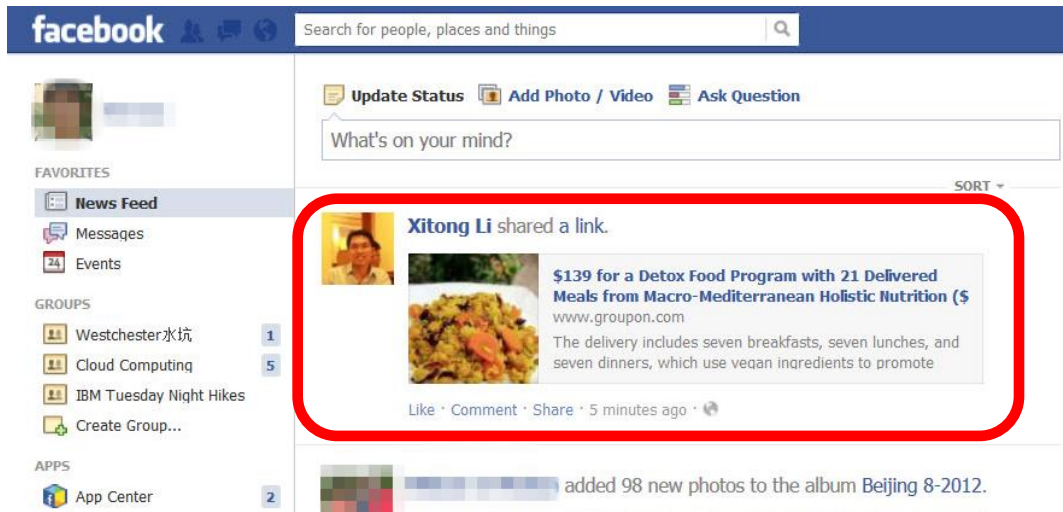 facebook
Search for people, places and things
Update Status Add Photo / Video Ask Question
What's on your mind?
SORT
FAVORITES
News Feed
Messages
24 Events
GROUPS
Westchester水坑 1
Cloud Computing 5
IBM Tuesday Night Hikes
Create Group...
APPS
App Center 2
Xitong Li shared a link.
$139 for a Detox Food Program with 21 Delivered
Meals from Macro-Mediterranean Holistic Nutrition ($
www.groupon.com
The delivery includes seven breakfasts, seven lunches, and
seven dinners, which use vegan ingredients to promote
Like · Comment · Share · 5 minutes ago ·
added 98 new photos to the album Beijing 8-2012.